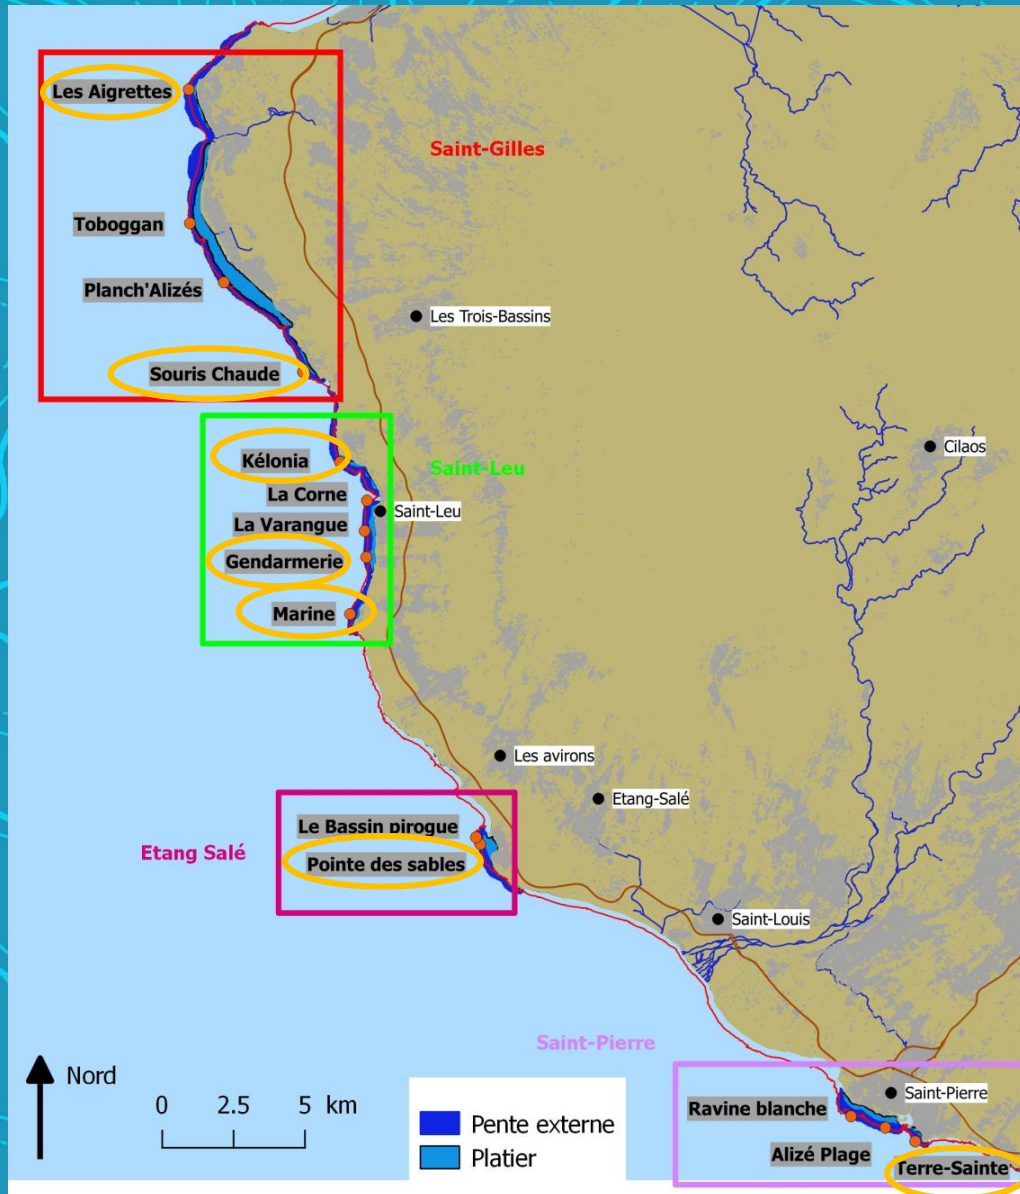 Les Aigrettes
Saint-Gilles
Toboggan
Planch'Alizés
Les Trois-Bassins
Souris Chaude
Kélonia
Saint-Leu
Cilaos
La Corne
Saint-Leu
La Varangue
Gendarmerie
Marine
Les avirons
Etang-Salé
Le Bassin pirogue
Etang Salé
Pointe des sables
Saint-Louis
Saint-Pierre
Nord
0 2.5 5 km
Pente externe
Platier
Saint-Pierre
Ravine blanche
Alizé Plage
Terre-Sainte